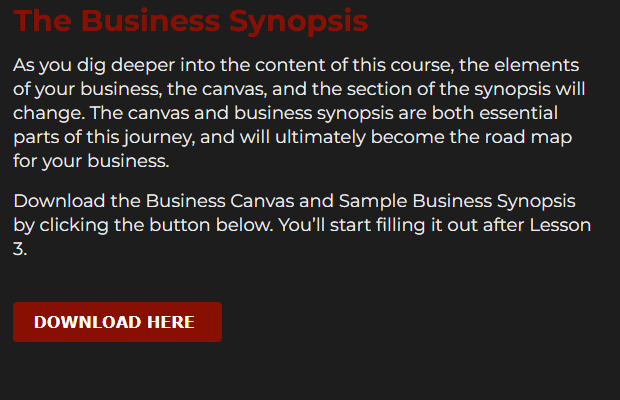 The Business Synopsis
As you dig deeper into the content of this course, the elements
of your business, the canvas, and the section of the synopsis will
change. The canvas and business synopsis are both essential
parts of this journey, and will ultimately become the road map
for your business.
Download the Business Canvas and Sample Business Synopsis
by clicking the button below. You’ll start filling it out after Lesson
3.
DOWNLOAD HERE